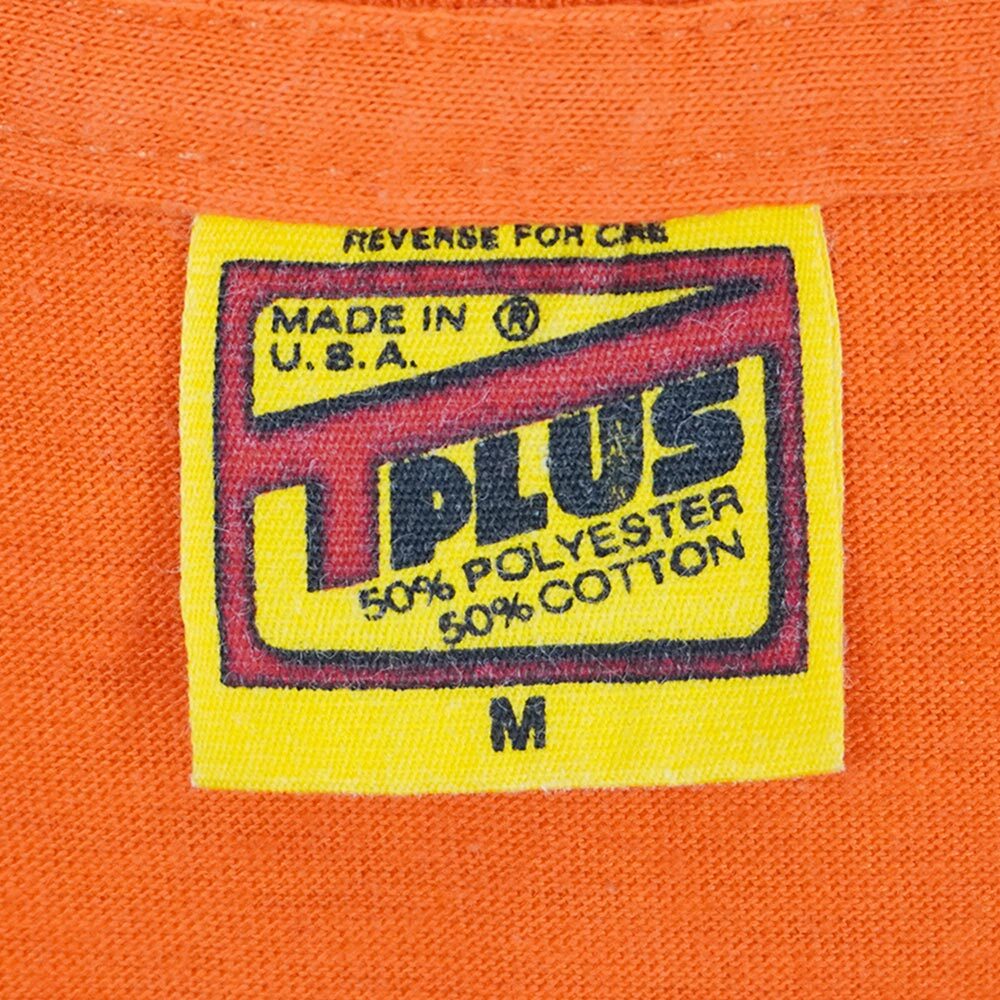 REVERSE FOR CARE
MADE IN ®
U.S.A.
T PLUS
50% POLYESTER
50% COTTON
M